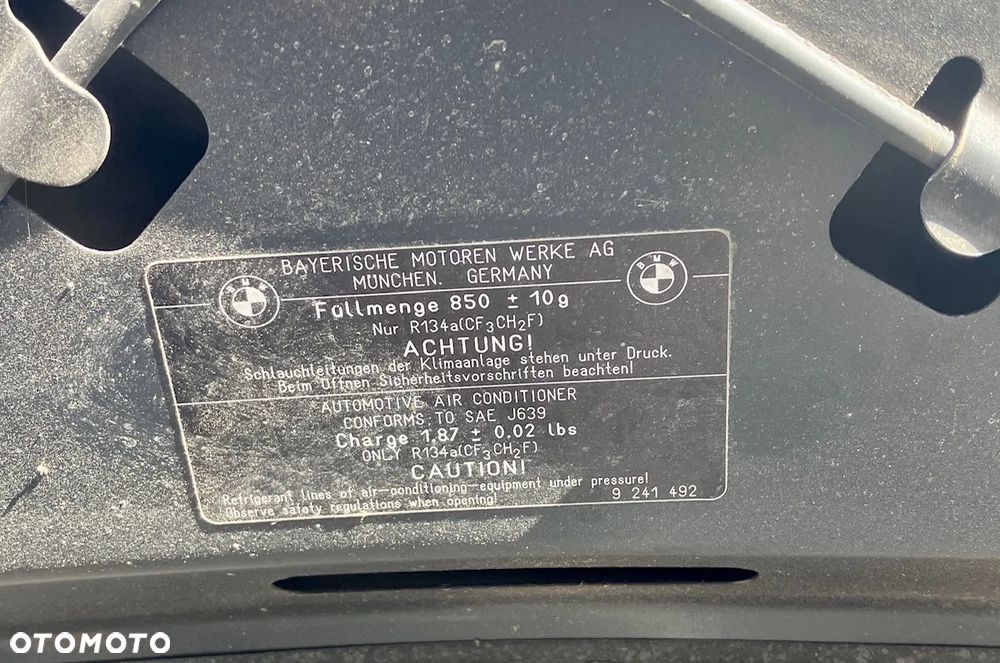 BAYERISCHE MOTOREN WERKE AG
MÜNCHEN. GERMANY
BMW
BMW
Füllmenge 850 ± 10g
Nur R134a(CF₃CH₂F)
ACHTUNG!
Schlauchleitungen der Klimaanlage stehen unter Druck.
Beim Öffnen Sicherheitsvorschriften beachten!
AUTOMOTIVE AIR CONDITIONER
CONFORMS TO SAE J639
Charge 1,87 ± 0.02 lbs
ONLY R134a(CF₃CH₂F)
CAUTION!
Refrigerant lines of air-conditioning-equipment under pressure!
Observe safety regulations when opening!
9 241 492
OTOMOTO